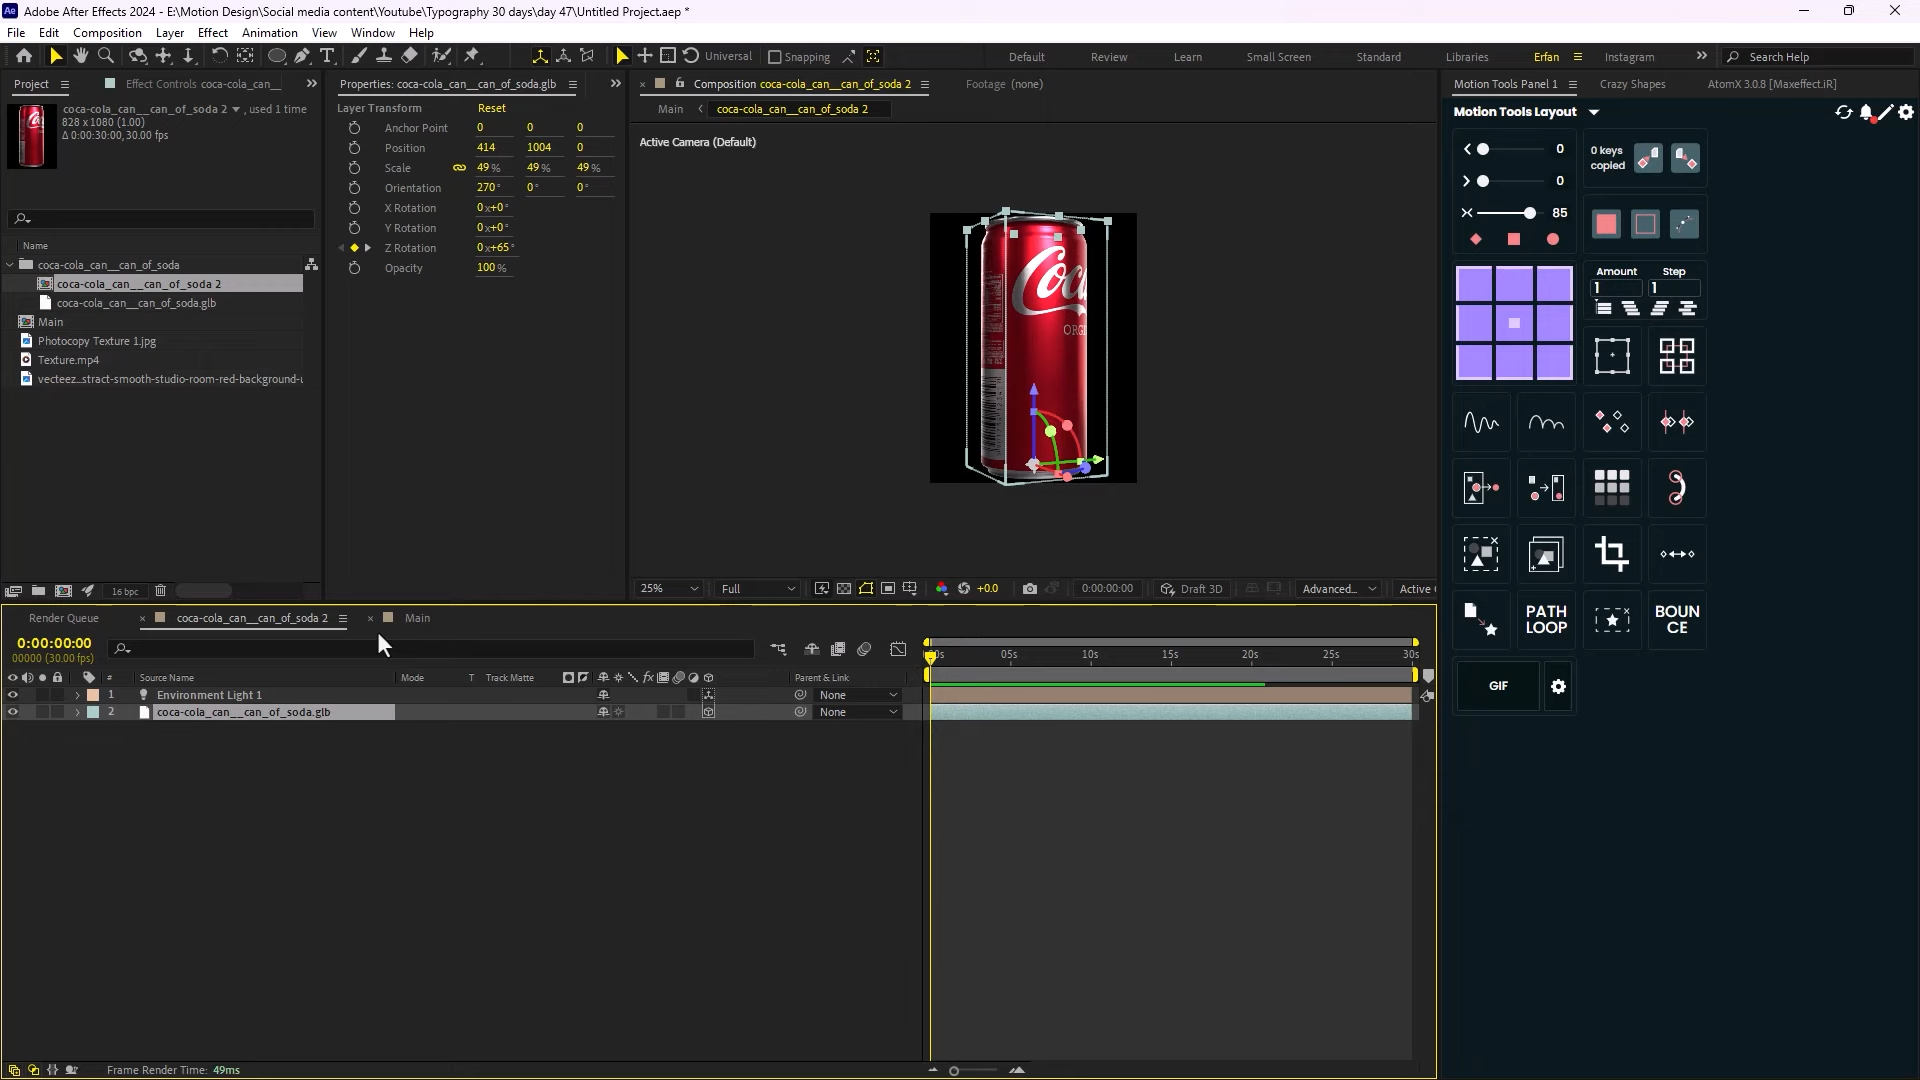 Adobe After Effects 2024 - E:\Motion Design\Social media content\Youtube\Typography 30 days\day 47\Untitled Project.aep *
File Edit Composition Layer Effect Animation View Window Help
Universal Snapping Default Review Learn Small Screen Standard Libraries Erfan Instagram Search Help
Project Effect Controls coca-cola_can__
Properties: coca-cola_can__can_of_soda.glb
Composition coca-cola_can__can_of_soda 2 Footage (none)
Motion Tools Panel 1 Crazy Shapes AtomX 3.0.8 [Maxeffect.iR]
coca-cola_can__can_of_soda 2 , used 1 time
828 x 1080 (1.00)
Δ 0:00:30:00, 30.00 fps
Name
coca-cola_can__can_of_soda
coca-cola_can__can_of_soda 2
coca-cola_can__can_of_soda.glb
Main
Photocopy Texture 1.jpg
Texture.mp4
vecteez...stract-smooth-studio-room-red-background-u
16 bpc
Layer Transform Reset
Anchor Point 0 0 0
Position 414 1004 0
Scale 49 % 49 % 49 %
Orientation 270 ° 0 ° 0 °
X Rotation 0 x+0 °
Y Rotation 0 x+0 °
Z Rotation 0 x+65 °
Opacity 100 %
Main coca-cola_can__can_of_soda 2
Active Camera (Default)
Coca
25% Full +0.0 0:00:00:00 Draft 3D Advanced... Active
Motion Tools Layout
0
0
85
0 keys
copied
Amount Step
1 1
PATH
LOOP
BOUN
CE
GIF
Render Queue coca-cola_can__can_of_soda 2 Main
0:00:00:00
00000 (30.00 fps)
05s 10s 15s 20s 25s 30s
# Source Name Mode T Track Matte Parent & Link
1 Environment Light 1 None
2 coca-cola_can__can_of_soda.glb None
Frame Render Time: 49ms